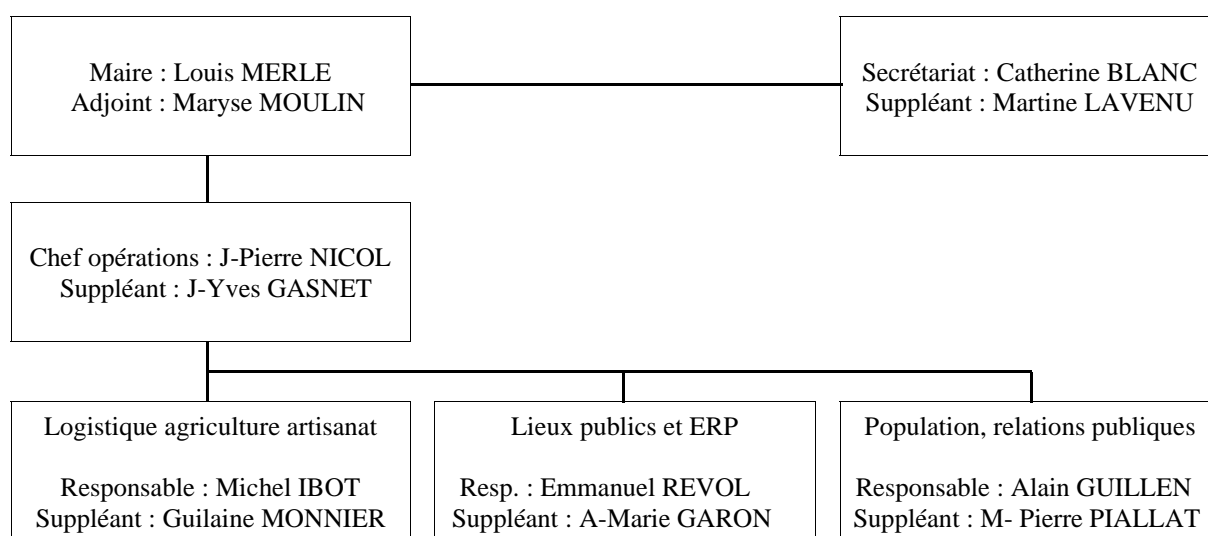 Maire : Louis MERLE
Adjoint : Maryse MOULIN
Secrétariat : Catherine BLANC
Suppléant : Martine LAVENU
Chef opérations : J-Pierre NICOL
Suppléant : J-Yves GASNET
Logistique agriculture artisanat
Responsable : Michel IBOT
Suppléant : Guilaine MONNIER
Lieux publics et ERP
Resp. : Emmanuel REVOL
Suppléant : A-Marie GARON
Population, relations publiques
Responsable : Alain GUILLEN
Suppléant : M- Pierre PIALLAT